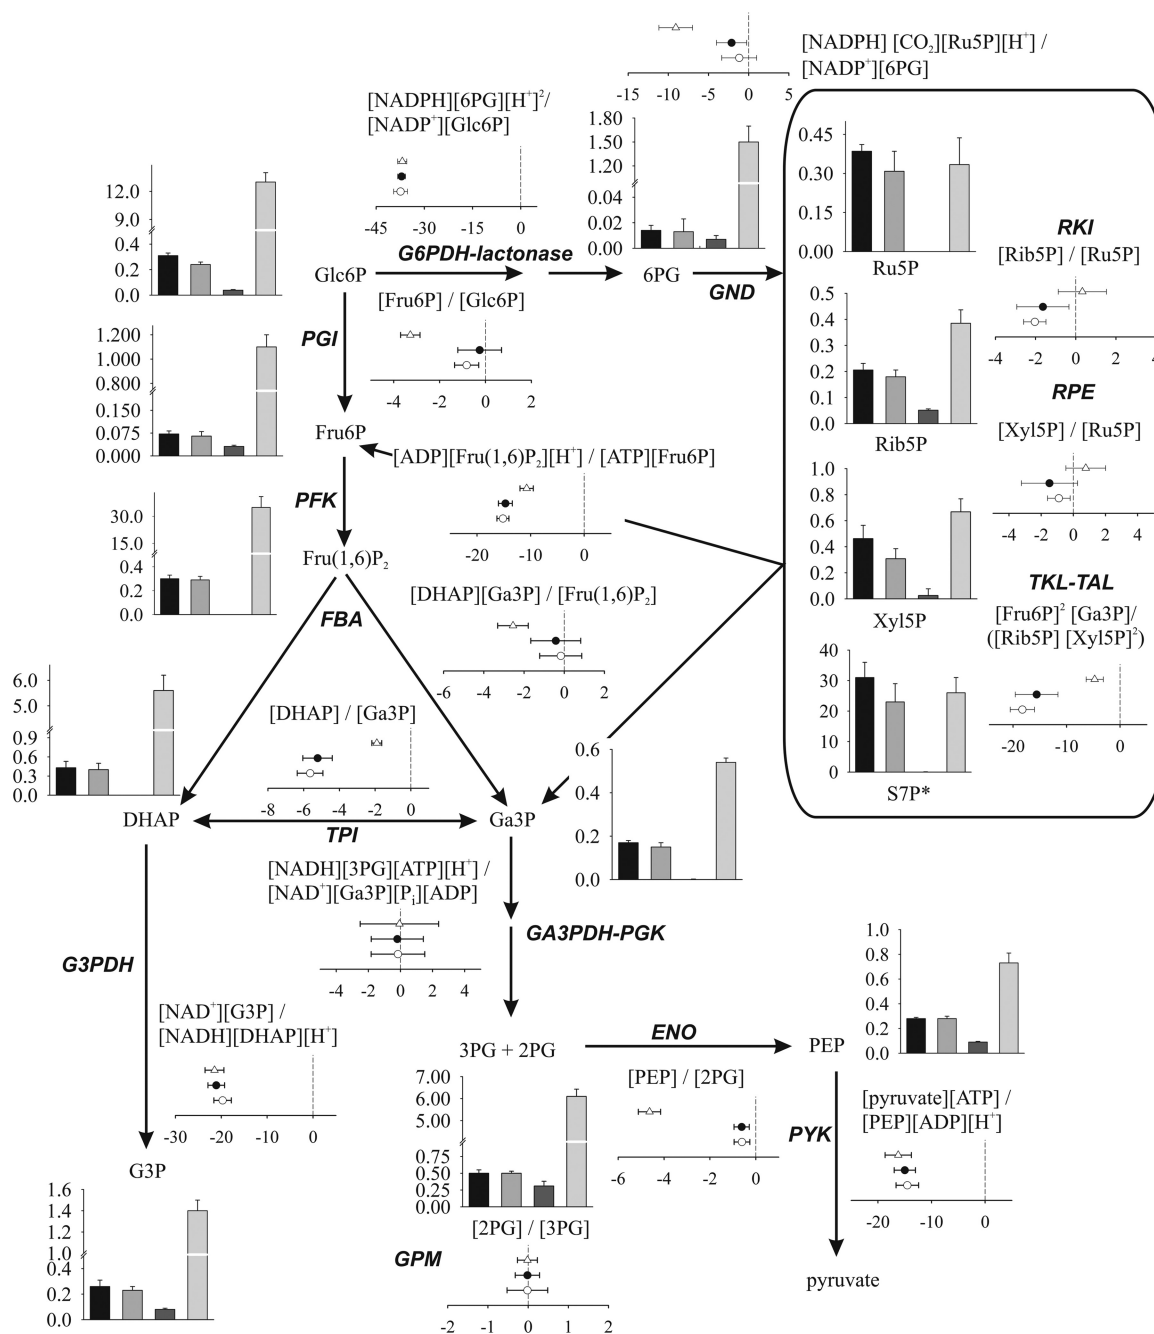 [NADPH] [CO₂][Ru5P][H⁺] /
[NADP⁺][6PG]
-15 -10 -5 0 5
[NADPH][6PG][H⁺]²/
[NADP⁺][Glc6P]
-45 -30 -15 0
1.80
1.50
1.20
0.04
0.02
0.00
12.0
9.0
0.4
0.2
0.0
Glc6P
G6PDH-lactonase
6PG
GND
0.45
0.30
0.15
0.00
Ru5P
RKI
[Rib5P] / [Ru5P]
-4 -2 0 2 4
[Fru6P] / [Glc6P]
-4 -2 0 2
PGI
1.200
1.000
0.800
0.150
0.075
0.000
Fru6P
0.5
0.4
0.3
0.2
0.1
0.0
Rib5P
RPE
[Xyl5P] / [Ru5P]
-4 -2 0 2 4
[ADP][Fru(1,6)P₂][H⁺] / [ATP][Fru6P]
-20 -10 0
PFK
30.0
15.0
0.4
0.2
0.0
Fru(1,6)P₂
1.0
0.8
0.6
0.4
0.2
0.0
Xyl5P
TKL-TAL
[Fru6P]² [Ga3P]/
([Rib5P] [Xyl5P]²)
-20 -10 0
FBA
[DHAP][Ga3P] / [Fru(1,6)P₂]
-6 -4 -2 0 2
30
20
10
0
S7P*
6.0
5.0
0.9
0.6
0.3
0.0
DHAP
[DHAP] / [Ga3P]
-8 -6 -4 -2 0
TPI
Ga3P
0.6
0.4
0.2
0.0
[NADH][3PG][ATP][H⁺] /
[NAD⁺][Ga3P][Pᵢ][ADP]
-4 -2 0 2 4
GA3PDH-PGK
G3PDH
[NAD⁺][G3P] /
[NADH][DHAP][H⁺]
-30 -20 -10 0
G3P
1.6
1.4
1.2
1.0
0.4
0.2
0.0
3PG + 2PG
ENO
PEP
1.0
0.8
0.6
0.4
0.2
0.0
7.00
6.00
5.00
0.75
0.50
0.25
0.00
[PEP] / [2PG]
-6 -4 -2 0
PYK
[pyruvate][ATP] /
[PEP][ADP][H⁺]
-20 -10 0
[2PG] / [3PG]
GPM
-2 -1 0 1 2
pyruvate